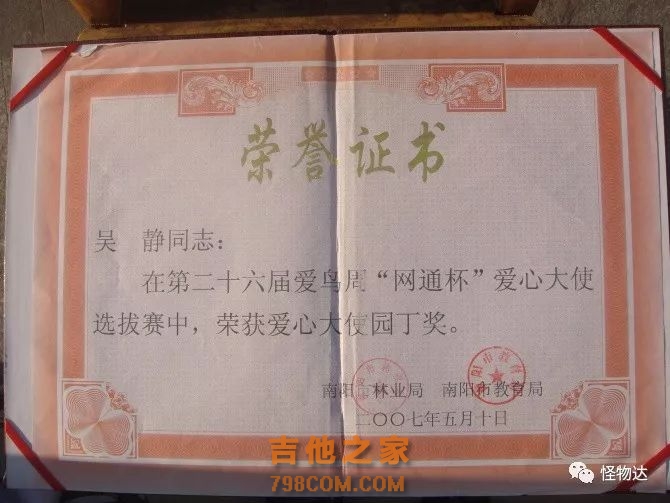 荣誉证书
吴 静同志：
在第二十六届爱鸟周“网通杯”爱心大使
选拔赛中，荣获爱心大使园丁奖。
南阳市林业局 南阳市教育局
二〇〇七年五月十日
吉他之家
798COM.COM
怪物达